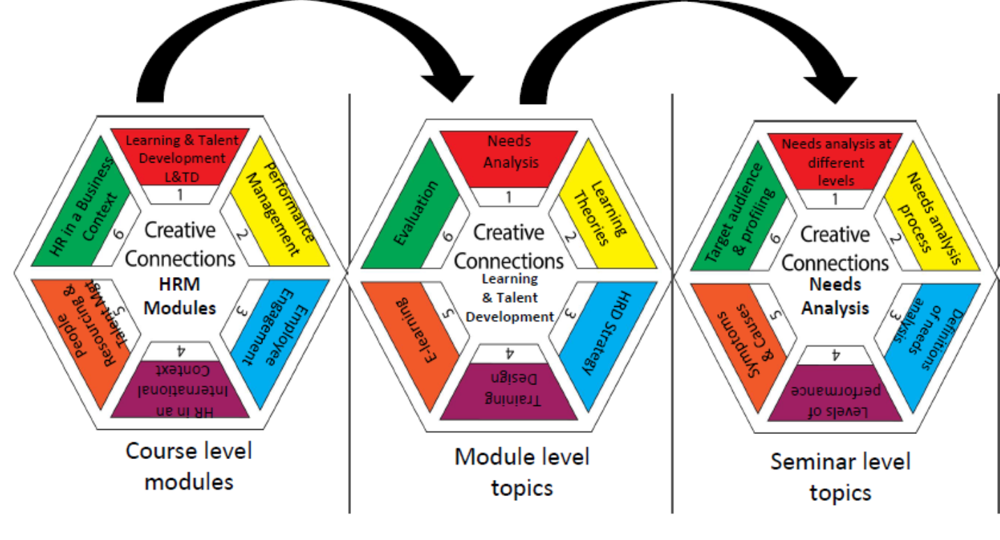 Learning & Talent
Development
L&TD
1
Performance
Management
2
Employee
Engagement
3
HR in an
International
Context
4
People
Resourcing &
Talent Mgt
5
HR in a Business
Context
6
Creative
Connections
HRM
Modules
Course level
modules
Needs
Analysis
1
Learning
Theories
2
HRD Strategy
3
Training
Design
4
E-learning
5
Evaluation
6
Creative
Connections
Learning
& Talent
Development
Module level
topics
Needs analysis at
different
levels
1
Needs analysis
process
2
Definitions
of needs
analysis
3
Levels of
performance
4
Symptoms
& Causes
5
Target audience
& profiling
6
Creative
Connections
Needs
Analysis
Seminar level
topics